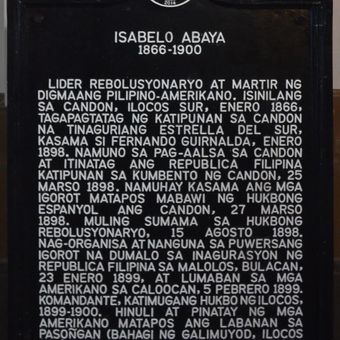 2014
ISABELO ABAYA
1866-1900
LIDER REBOLUSYONARYO AT MARTIR NG
DIGMAANG PILIPINO-AMERIKANO. ISINILANG
SA CANDON, ILOCOS SUR, ENERO 1866,
TAGAPAGTATAG NG KATIPUNAN SA CANDON
NA TINAGURIANG ESTRELLA DEL SUR,
KASAMA SI FERNANDO GUIRNALDA, ENERO
1898. NAMUNO SA PAG-AALSA SA CANDON
AT ITINATAG ANG REPUBLICA FILIPINA
KATIPUNAN SA KUMBENTO NG CANDON, 25
MARSO 1898. NAMUHAY KASAMA ANG MGA
IGOROT MATAPOS MABAWI NG HUKBONG
ESPANYOL ANG CANDON, 27 MARSO
1898. MULING SUMAMA SA HUKBONG
REBOLUSYONARYO, 15 AGOSTO 1898.
NAG-ORGANISA AT NANGUNA SA PUWERSANG
IGOROT NA DUMALO SA INAGURASYON NG
REPUBLICA FILIPINA SA MALOLOS, BULACAN,
23 ENERO 1899, AT LUMABAN SA MGA
AMERIKANO SA CALOOCAN, 5 PEBRERO 1899.
KOMANDANTE, KATIMUGANG HUKBO NG ILOCOS,
1899-1900. HINULI AT PINATAY NG MGA
AMERIKANO MATAPOS ANG LABANAN SA
PASOÑGAN (BAHAGI NG GALIMUYOD, ILOCOS